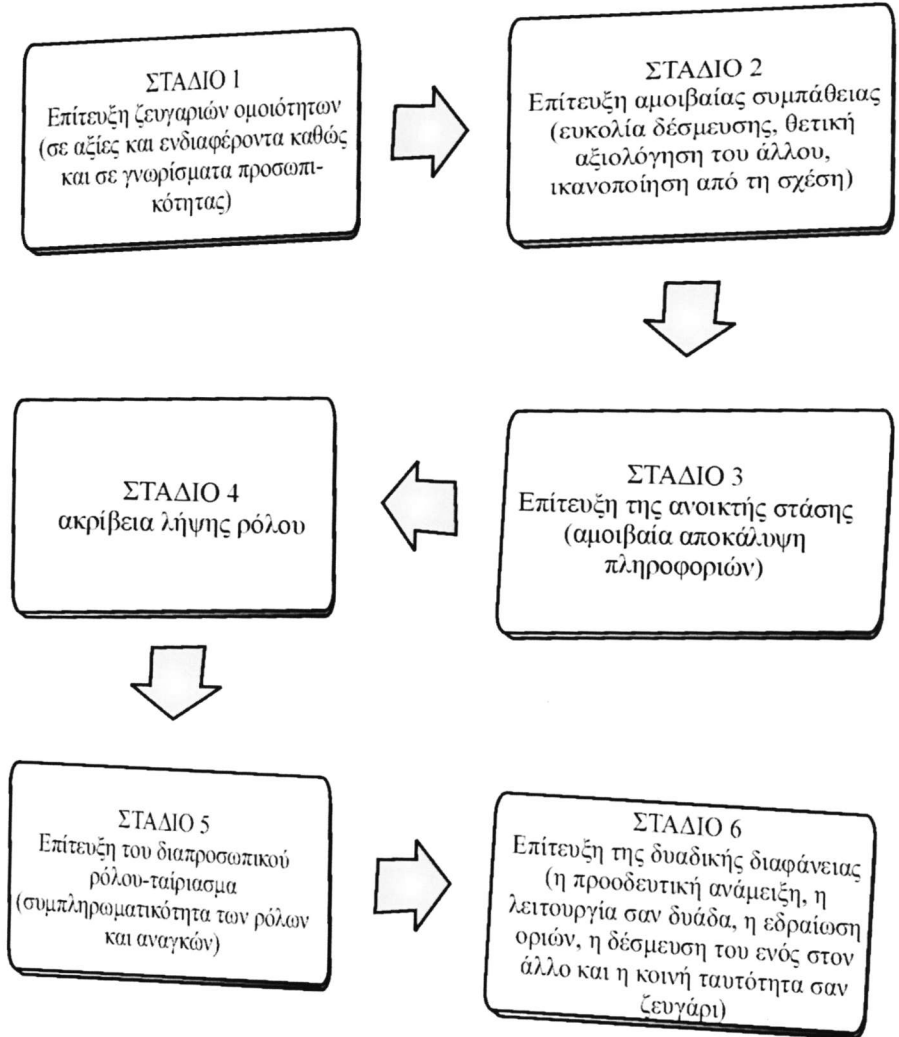 ΣΤΑΔΙΟ 1
Επίτευξη ζευγαριών ομοιότητων
(σε αξίες και ενδιαφέροντα καθώς
και σε γνωρίσματα προσωπι-
κότητας)
ΣΤΑΔΙΟ 2
Επίτευξη αμοιβαίας συμπάθειας
(ευκολία δέσμευσης, θετική
αξιολόγηση του άλλου,
ικανοποίηση από τη σχέση)
ΣΤΑΔΙΟ 3
Επίτευξη της ανοικτής στάσης
(αμοιβαία αποκάλυψη
πληροφοριών)
ΣΤΑΔΙΟ 4
ακρίβεια λήψης ρόλου
ΣΤΑΔΙΟ 5
Επίτευξη του διαπροσωπικού
ρόλου-ταίριασμα
(συμπληρωματικότητα των ρόλων
και αναγκών)
ΣΤΑΔΙΟ 6
Επίτευξη της δυαδικής διαφάνειας
(η προοδευτική ανάμειξη, η
λειτουργία σαν δυάδα, η εδραίωση
οριών, η δέσμευση του ενός στον
άλλο και η κοινή ταυτότητα σαν
ζευγάρι)